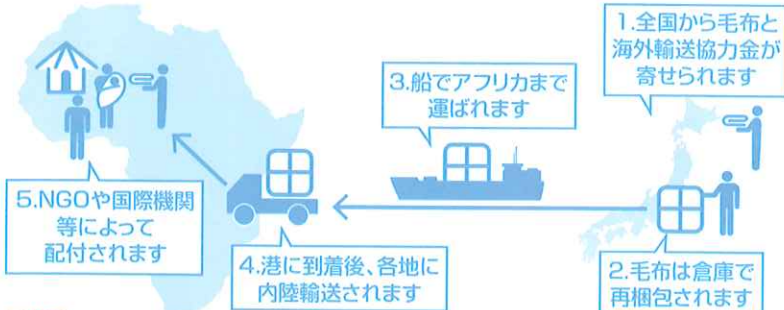 1.全国から毛布と
海外輸送協力金が
寄せられます
2.毛布は倉庫で
再梱包されます
3.船でアフリカまで
運ばれます
4.港に到着後、各地に
内陸輸送されます
5.NGOや国際機関
等によって
配付されます